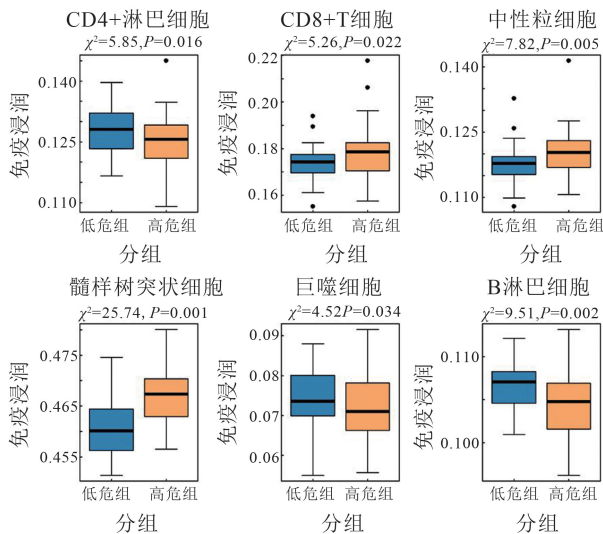 CD4+淋巴细胞
χ²=5.85,P=0.016
免疫浸润
0.140
0.125
0.110
低危组 高危组
分组
CD8+T细胞
χ²=5.26,P=0.022
免疫浸润
0.22
0.20
0.18
0.16
低危组 高危组
分组
中性粒细胞
χ²=7.82,P=0.005
免疫浸润
0.140
0.120
0.110
低危组 高危组
分组
髓样树突状细胞
χ²=25.74, P=0.001
免疫浸润
0.475
0.465
0.455
低危组 高危组
分组
巨噬细胞
χ²=4.52P=0.034
免疫浸润
0.09
0.08
0.07
0.06
低危组 高危组
分组
B淋巴细胞
χ²=9.51,P=0.002
免疫浸润
0.110
0.100
低危组 高危组
分组